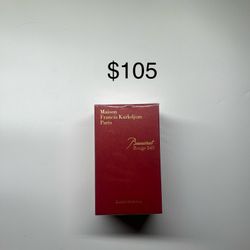 $105
Maison
Francis Kurkdjian
Paris
Baccarat
Rouge 540